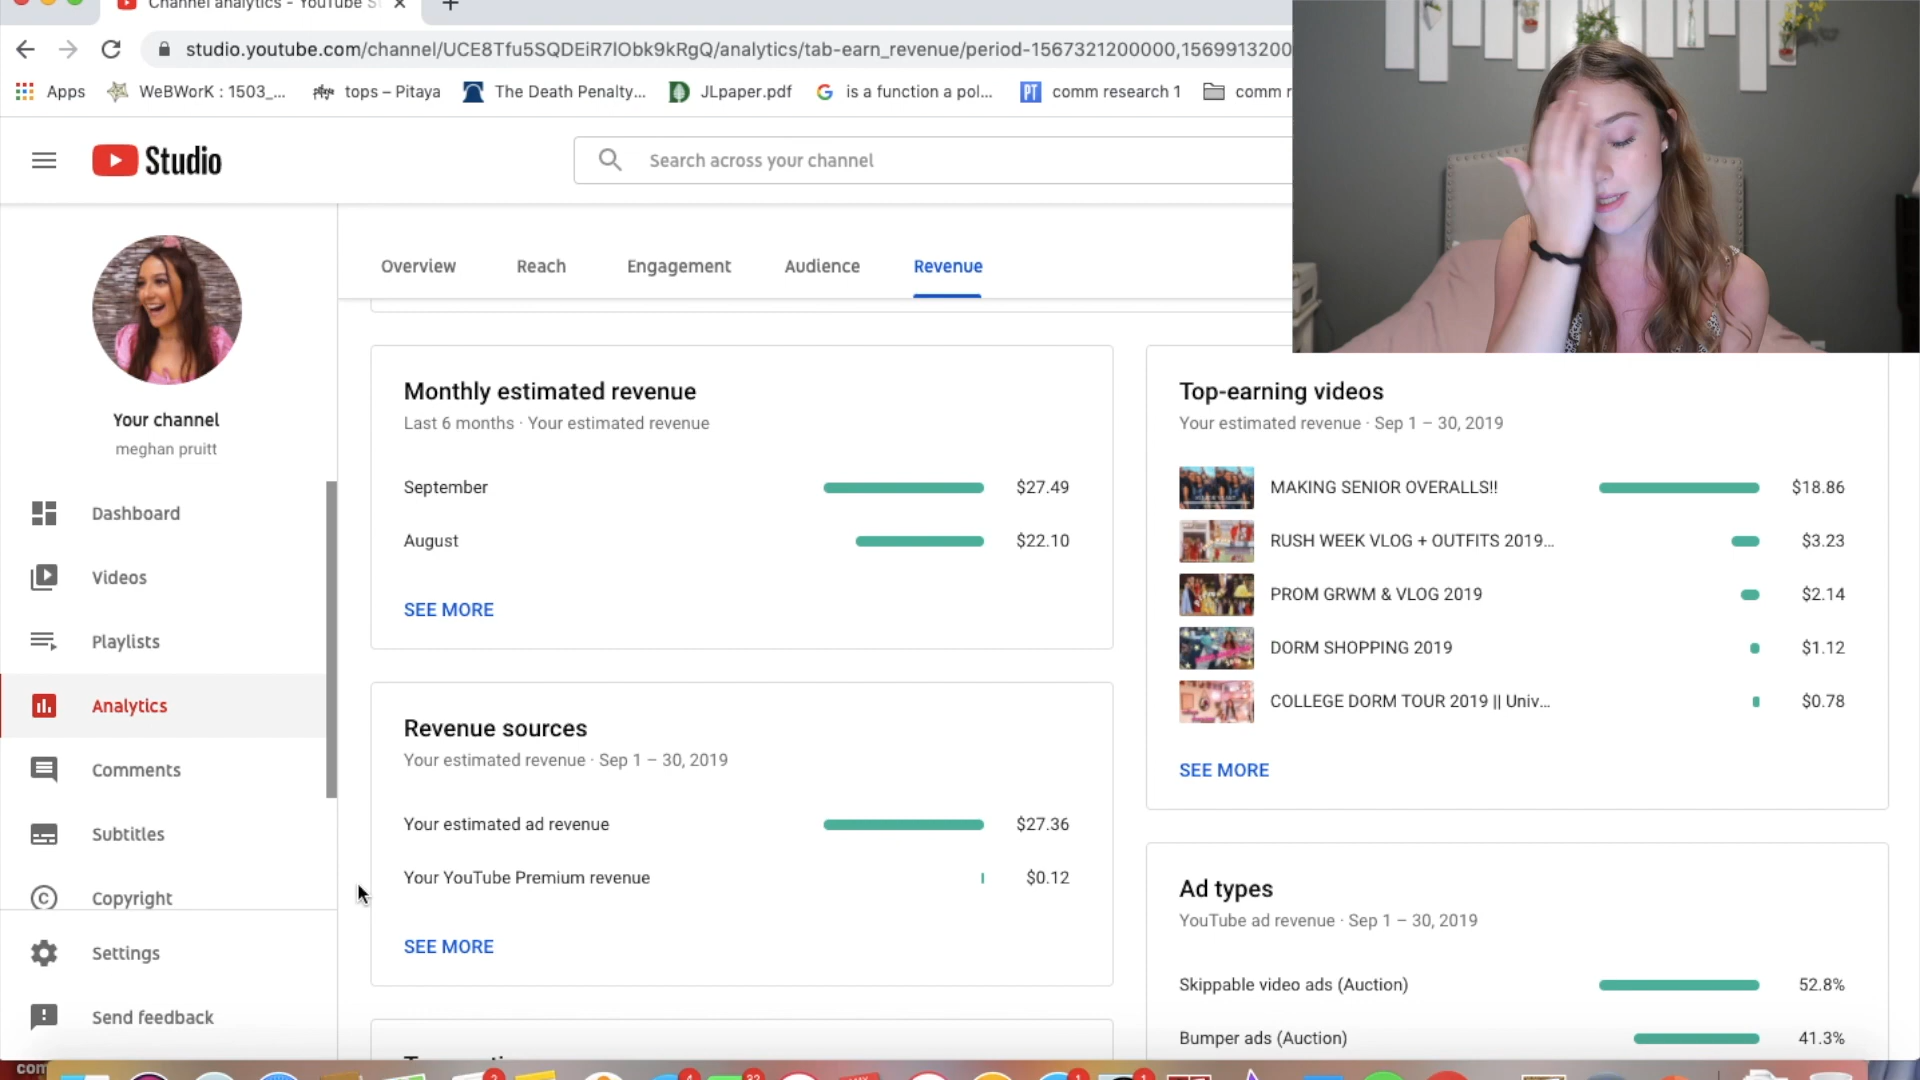 Channel analytics - YouTube S
studio.youtube.com/channel/UCE8Tfu5SQDEiR7lObk9kRgQ/analytics/tab-earn_revenue/period-1567321200000,1569913200
Apps
WeBWorK : 1503_...
tops – Pitaya
The Death Penalty...
JLpaper.pdf
is a function a pol...
PT
comm research 1
comm r
Studio
Search across your channel
Overview
Reach
Engagement
Audience
Revenue
Your channel
meghan pruitt
Dashboard
Videos
Playlists
Analytics
Comments
Subtitles
Copyright
Settings
Send feedback
Monthly estimated revenue
Last 6 months · Your estimated revenue
September $27.49
August $22.10
SEE MORE
Revenue sources
Your estimated revenue · Sep 1 – 30, 2019
Your estimated ad revenue $27.36
Your YouTube Premium revenue $0.12
SEE MORE
Top-earning videos
Your estimated revenue · Sep 1 – 30, 2019
MAKING SENIOR OVERALLS!! $18.86
RUSH WEEK VLOG + OUTFITS 2019... $3.23
PROM GRWM & VLOG 2019 $2.14
DORM SHOPPING 2019 $1.12
COLLEGE DORM TOUR 2019 || Univ... $0.78
SEE MORE
Ad types
YouTube ad revenue · Sep 1 – 30, 2019
Skippable video ads (Auction) 52.8%
Bumper ads (Auction) 41.3%
com